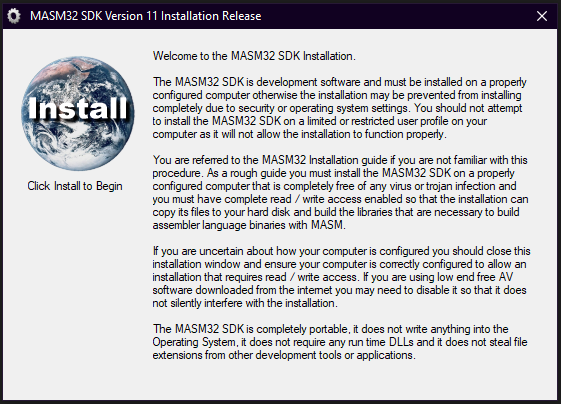 MASM32 SDK Version 11 Installation Release
Welcome to the MASM32 SDK Installation.
The MASM32 SDK is development software and must be installed on a properly
configured computer otherwise the installation may be prevented from installing
completely due to security or operating system settings. You should not attempt
to install the MASM32 SDK on a limited or restricted user profile on your
computer as it will not allow the installation to function properly.
Install
Click Install to Begin
You are referred to the MASM32 Installation guide if you are not familiar with this
procedure. As a rough guide you must install the MASM32 SDK on a properly
configured computer that is completely free of any virus or trojan infection and
you must have complete read / write access enabled so that the installation can
copy its files to your hard disk and build the libraries that are necessary to build
assembler language binaries with MASM.
If you are uncertain about how your computer is configured you should close this
installation window and ensure your computer is correctly configured to allow an
installation that requires read / write access. If you are using low end free AV
software downloaded from the internet you may need to disable it so that it does
not silently interfere with the installation.
The MASM32 SDK is completely portable, it does not write anything into the
Operating System, it does not require any run time DLLs and it does not steal file
extensions from other development tools or applications.